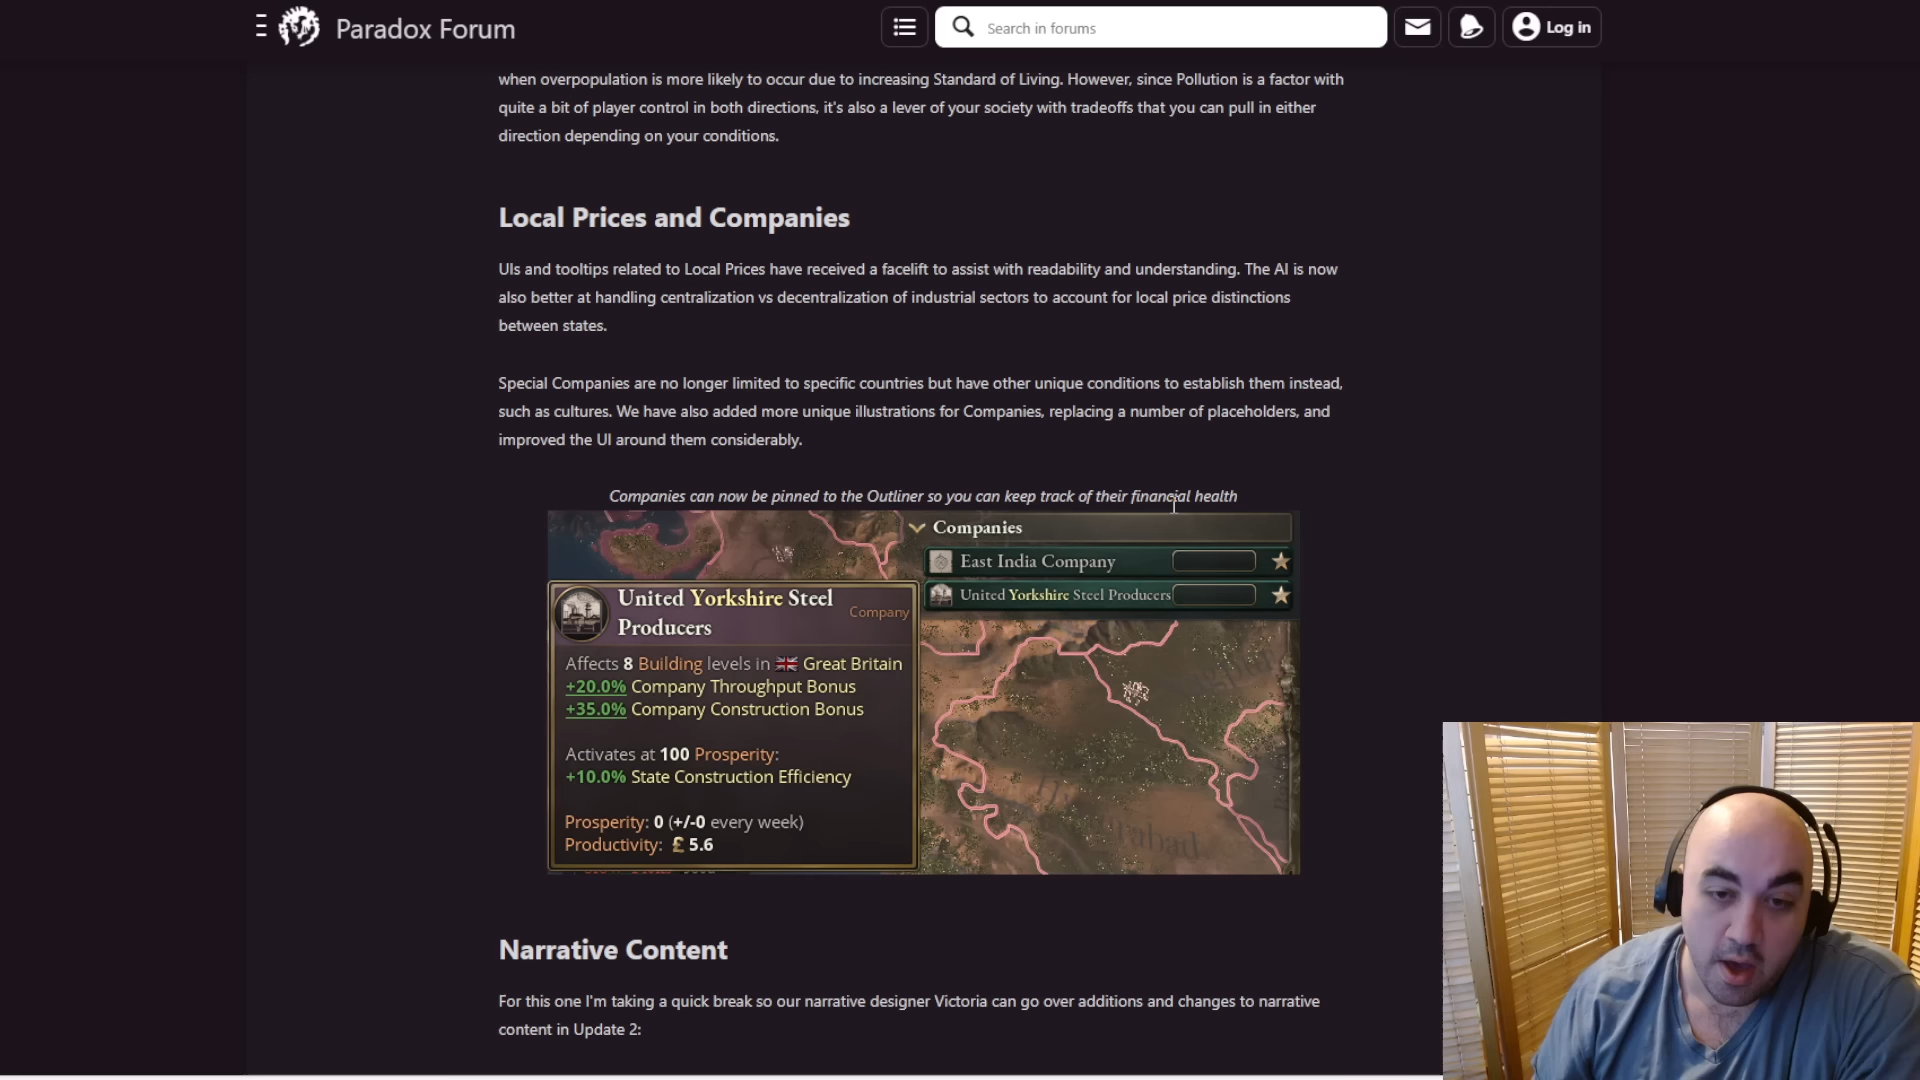 Paradox Forum
Search in forums
Log in
when overpopulation is more likely to occur due to increasing Standard of Living. However, since Pollution is a factor with
quite a bit of player control in both directions, it's also a lever of your society with tradeoffs that you can pull in either
direction depending on your conditions.
Local Prices and Companies
UIs and tooltips related to Local Prices have received a facelift to assist with readability and understanding. The AI is now
also better at handling centralization vs decentralization of industrial sectors to account for local price distinctions
between states.
Special Companies are no longer limited to specific countries but have other unique conditions to establish them instead,
such as cultures. We have also added more unique illustrations for Companies, replacing a number of placeholders, and
improved the UI around them considerably.
Companies can now be pinned to the Outliner so you can keep track of their financial health
Companies
East India Company
United Yorkshire Steel Producers
United Yorkshire Steel
Producers
Company
Affects 8 Building levels in Great Britain
+20.0% Company Throughput Bonus
+35.0% Company Construction Bonus
Activates at 100 Prosperity:
+10.0% State Construction Efficiency
Prosperity: 0 (+/-0 every week)
Productivity: £ 5.6
Narrative Content
For this one I'm taking a quick break so our narrative designer Victoria can go over additions and changes to narrative
content in Update 2: